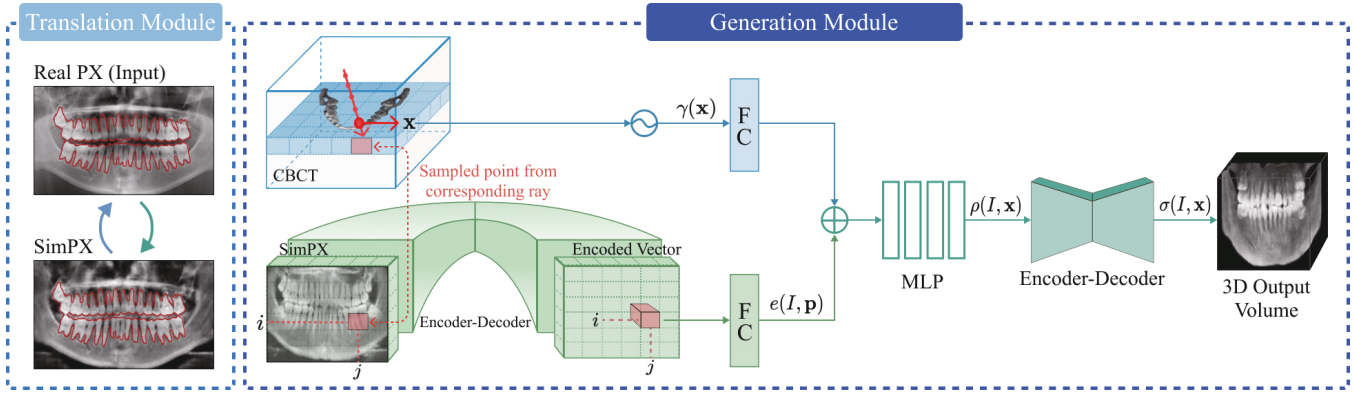 Translation Module
Generation Module
Real PX (Input)
SimPX
CBCT
x
Sampled point from
corresponding ray
γ(x)
F
C
SimPX
Encoded Vector
Encoder-Decoder
i
j
i
j
F
C
e(I, p)
MLP
ρ(I, x)
Encoder-Decoder
σ(I, x)
3D Output
Volume